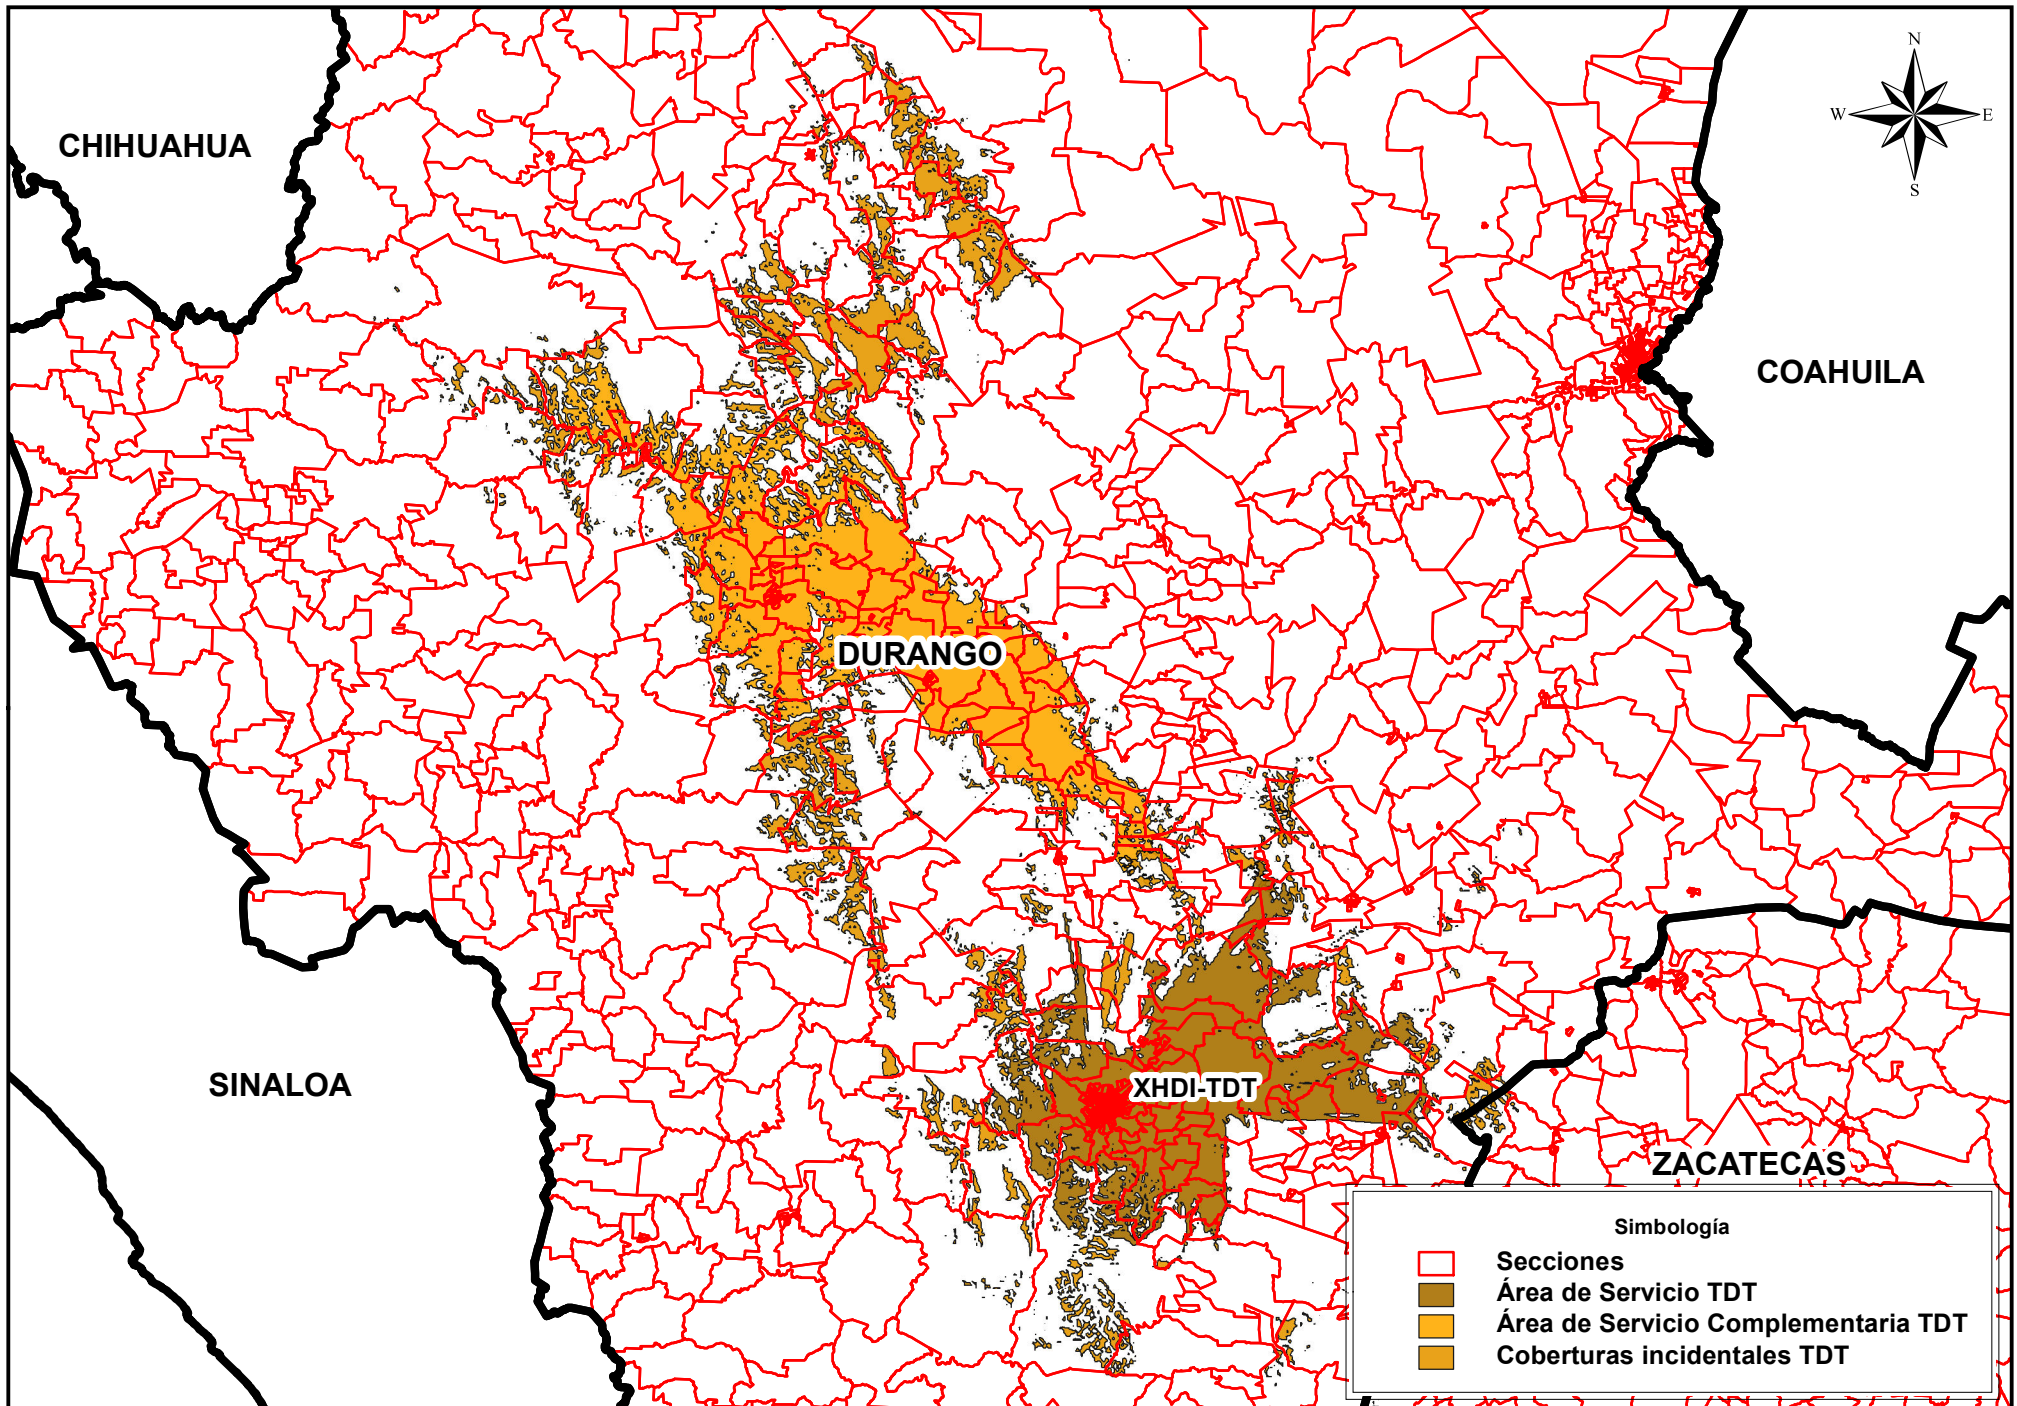 N
W E
S
CHIHUAHUA
COAHUILA
DURANGO
SINALOA
XHDI-TDT
ZACATECAS
Simbología
Secciones
Área de Servicio TDT
Área de Servicio Complementaria TDT
Coberturas incidentales TDT